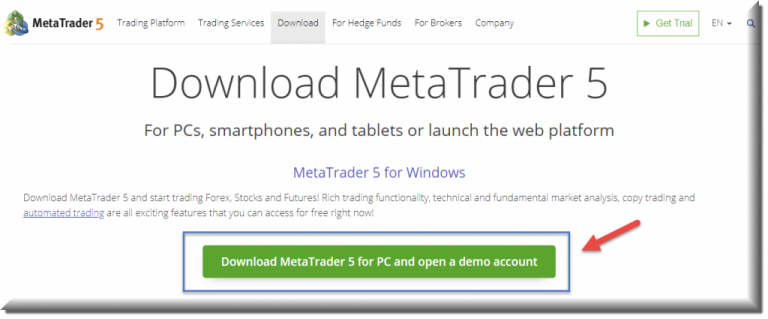 MetaTrader 5 Trading Platform Trading Services Download For Hedge Funds For Brokers Company Get Trial EN
Download MetaTrader 5
For PCs, smartphones, and tablets or launch the web platform
MetaTrader 5 for Windows
Download MetaTrader 5 and start trading Forex, Stocks and Futures! Rich trading functionality, technical and fundamental market analysis, copy trading and
automated trading are all exciting features that you can access for free right now!
Download MetaTrader 5 for PC and open a demo account